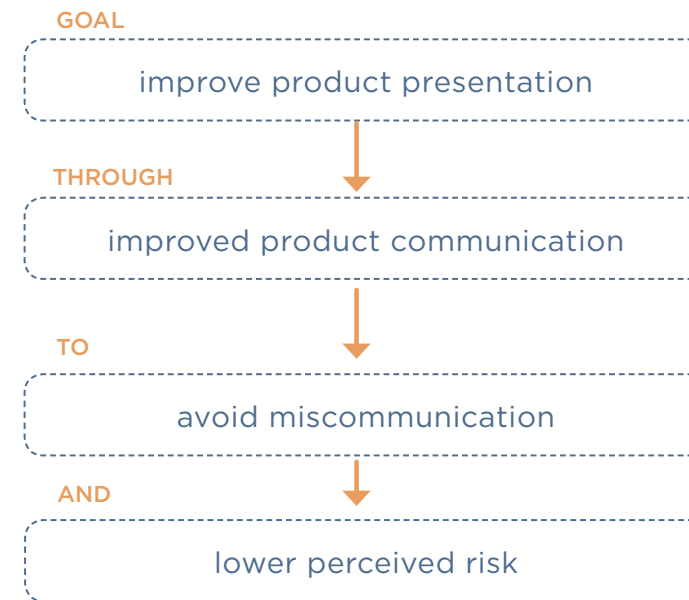 GOAL
improve product presentation
THROUGH
improved product communication
TO
avoid miscommunication
AND
lower perceived risk